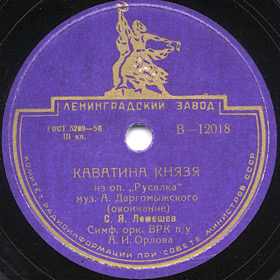 ЛЕНИНГРАДСКИЙ ЗАВОД
ГОСТ 5289-50
III кл.
В—12018
КАВАТИНА КНЯЗЯ
из оп. „Русалка"
муз. А. Даргомыжского
(окончание)
С. Я. Лемешев
Симф. орк. ВРК п/у
А. И. Орлова
КОМИТЕТ РАДИОИНФОРМАЦИИ ПРИ СОВЕТЕ МИНИСТРОВ СССР